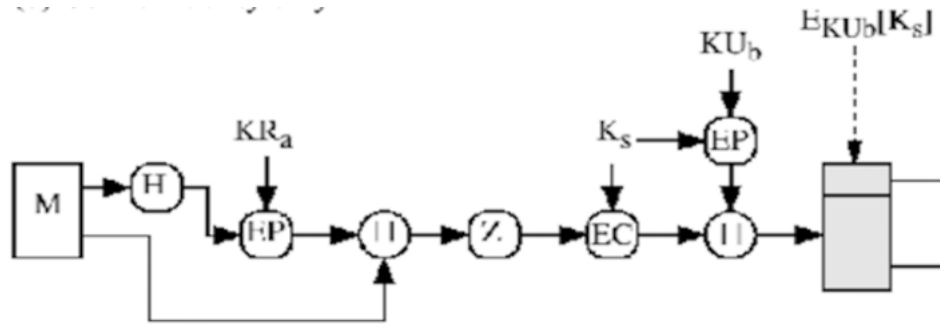 E_KUb[K_s]
KU_b
KR_a
K_s
EP
M
H
EP
||
Z
EC
||